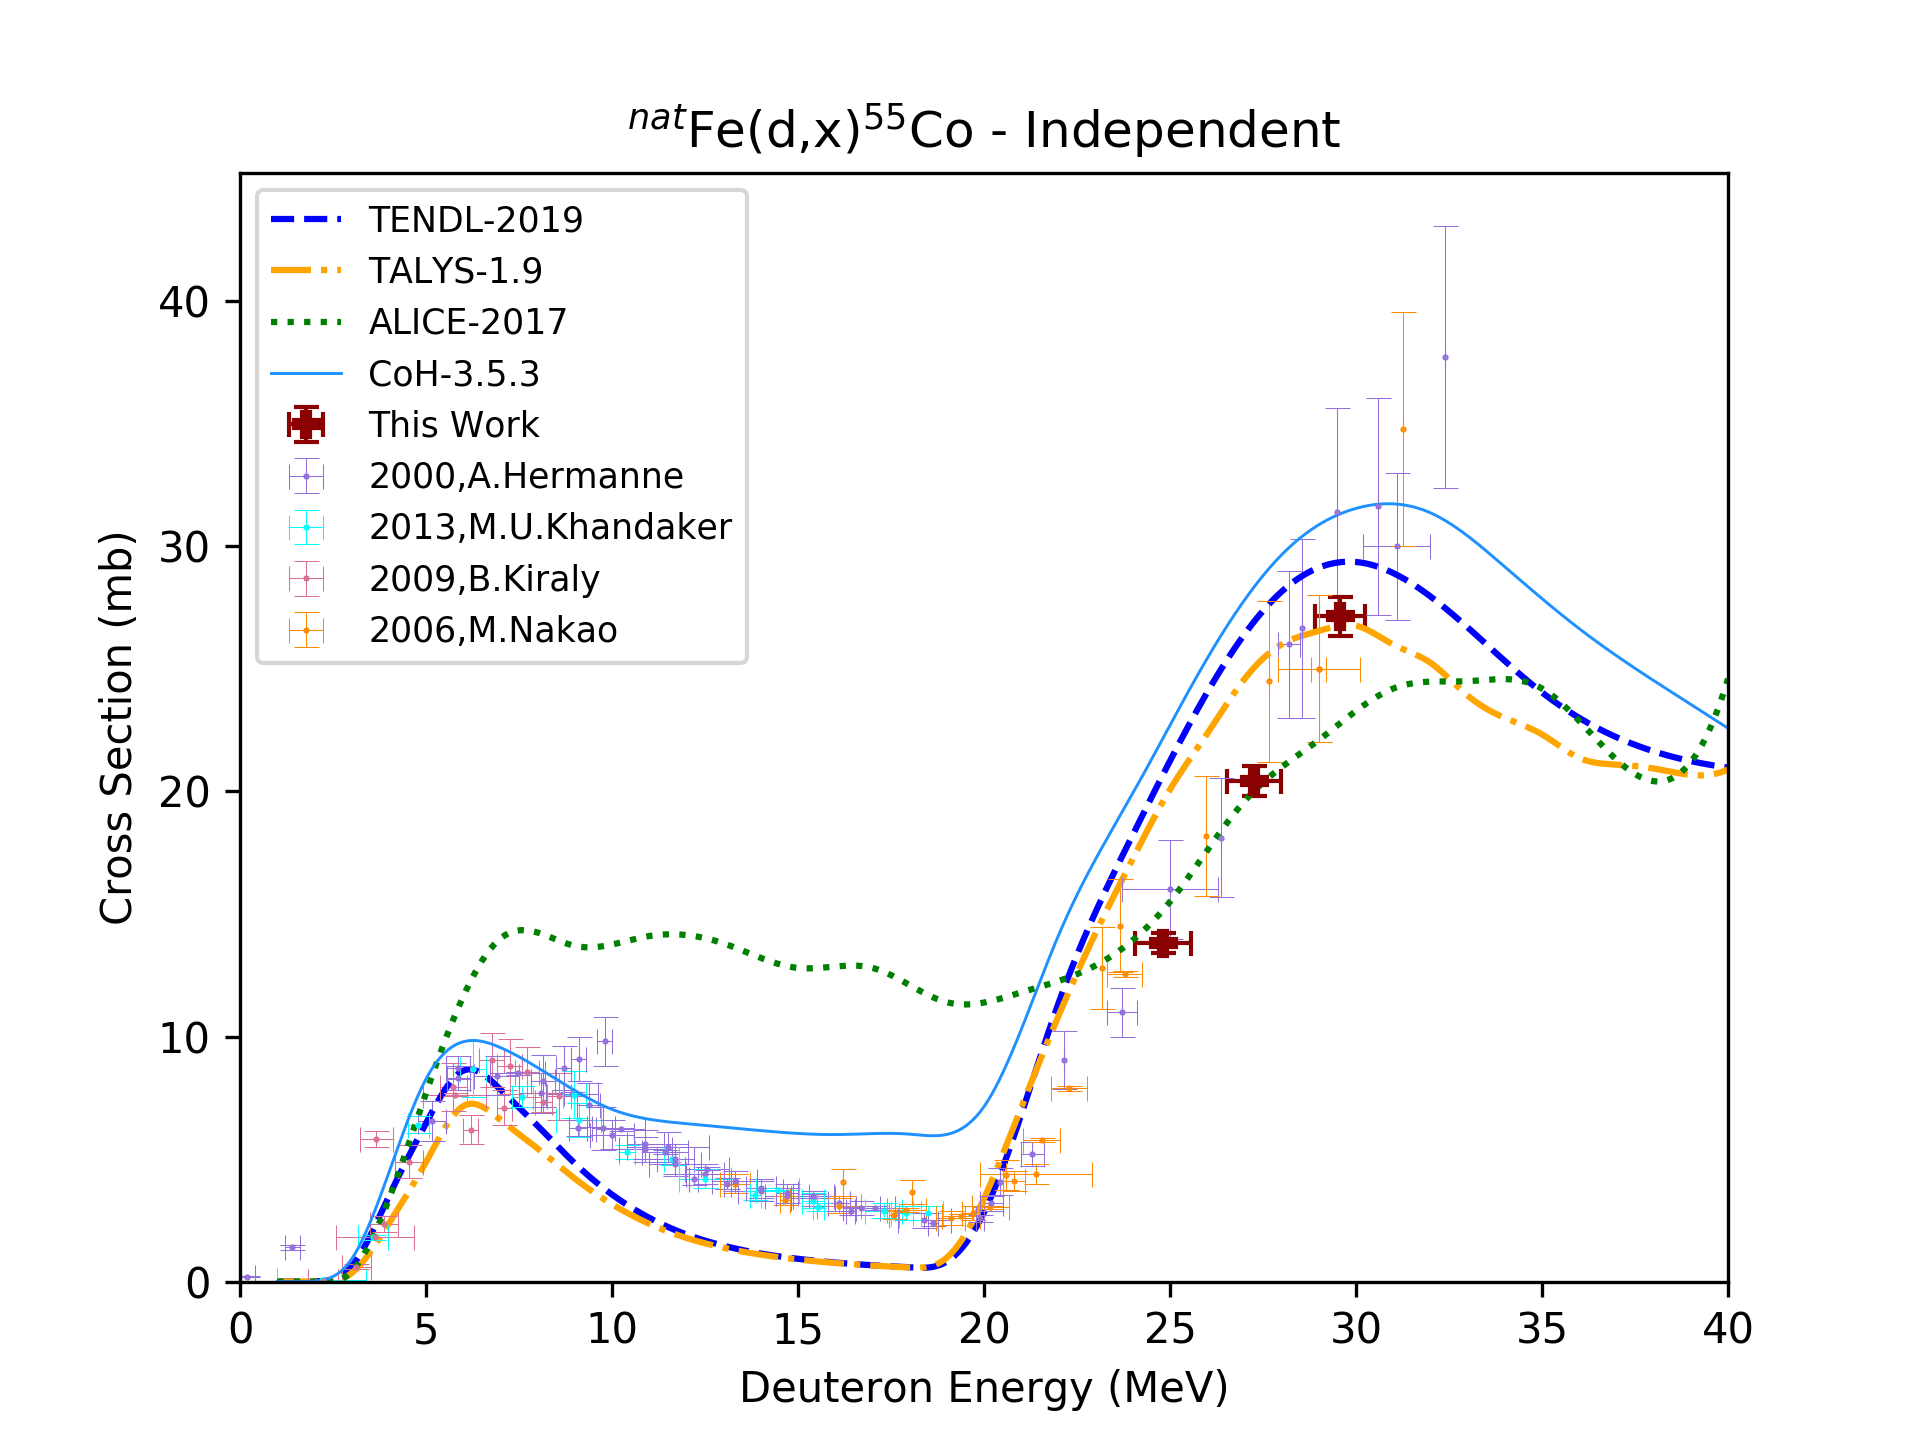 natFe(d,x)55Co - Independent
TENDL-2019
TALYS-1.9
ALICE-2017
CoH-3.5.3
This Work
2000,A.Hermanne
2013,M.U.Khandaker
2009,B.Kiraly
2006,M.Nakao
Cross Section (mb)
40
30
20
10
0
0 5 10 15 20 25 30 35 40
Deuteron Energy (MeV)